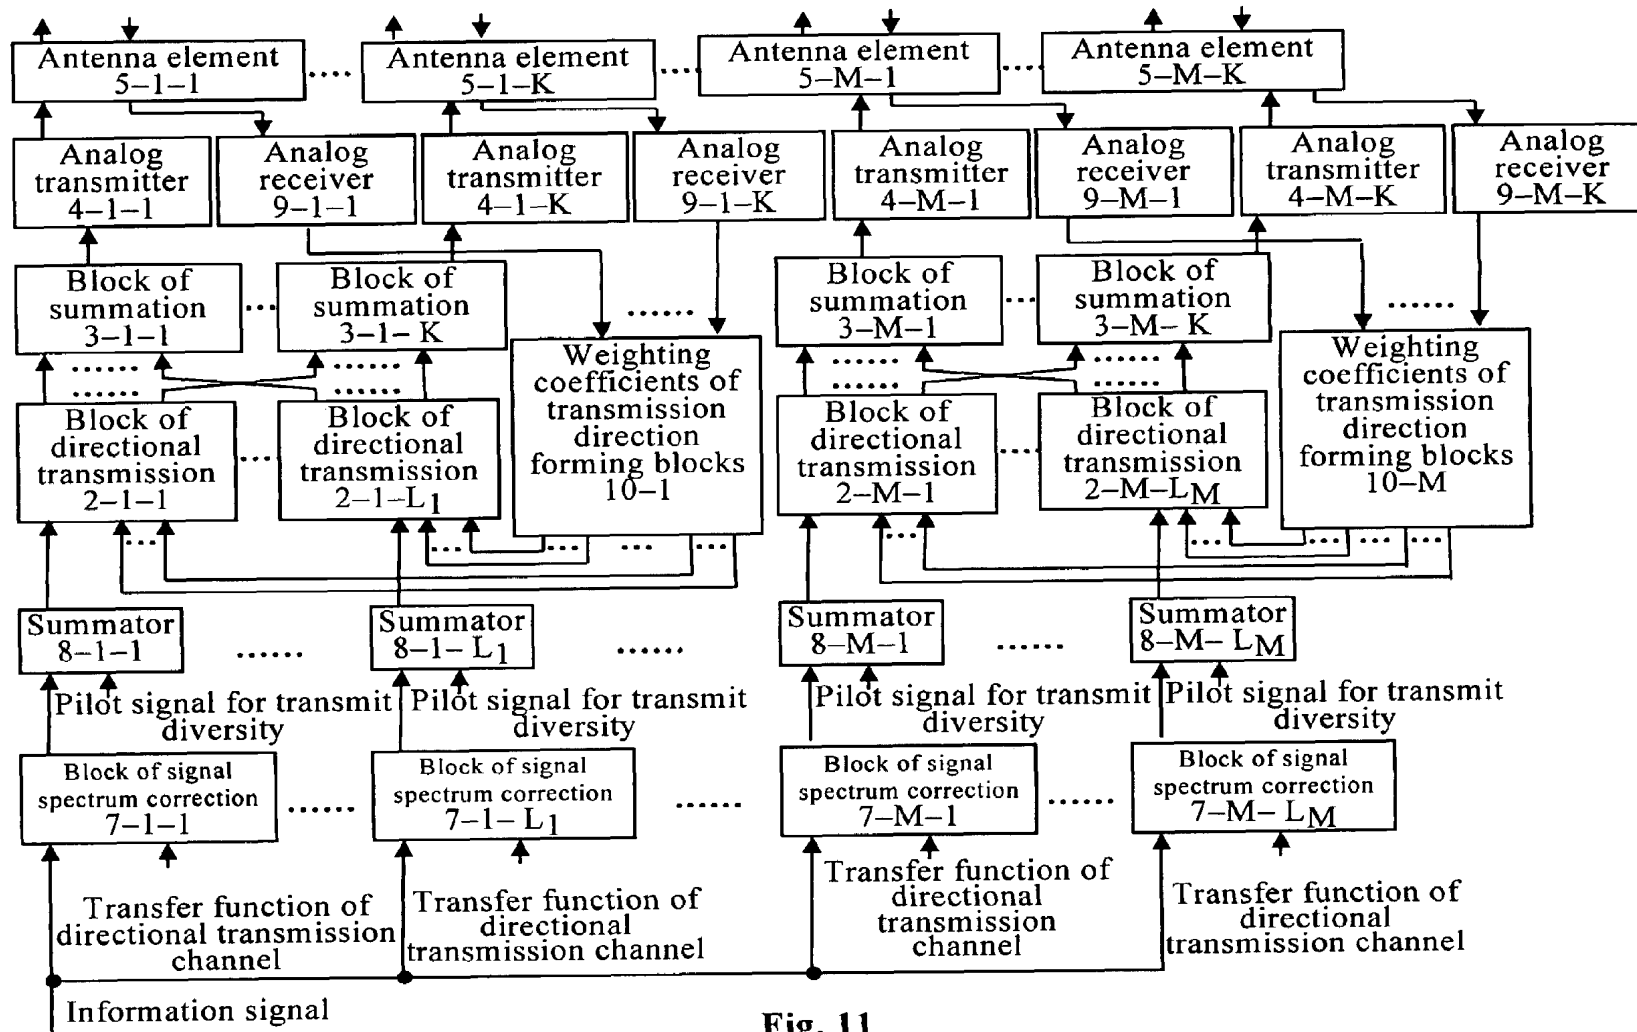 Antenna element
5–1–1
Antenna element
5–1–K
Antenna element
5–M–1
Antenna element
5–M–K
Analog
transmitter
4–1–1
Analog
receiver
9–1–1
Analog
transmitter
4–1–K
Analog
receiver
9–1–K
Analog
transmitter
4–M–1
Analog
receiver
9–M–1
Analog
transmitter
4–M–K
Analog
receiver
9–M–K
Block of
summation
3–1–1
Block of
summation
3–1– K
Block of
summation
3–M–1
Block of
summation
3–M– K
Block of
directional
transmission
2–1–1
Block of
directional
transmission
2–1–L1
Weighting
coefficients of
transmission
direction
forming blocks
10–1
Block of
directional
transmission
2–M–1
Block of
directional
transmission
2–M–LM
Weighting
coefficients of
transmission
direction
forming blocks
10–M
Summator
8–1–1
Summator
8–1– L1
Summator
8–M–1
Summator
8–M– LM
Pilot signal for transmit
diversity
Pilot signal for transmit
diversity
Pilot signal for transmit
diversity
Pilot signal for transmit
diversity
Block of signal
spectrum correction
7–1–1
Block of signal
spectrum correction
7–1– L1
Block of signal
spectrum correction
7–M–1
Block of signal
spectrum correction
7–M– LM
Transfer function of
directional transmission
channel
Transfer function of
directional
transmission channel
Transfer function of
directional
transmission
channel
Transfer function of
directional
transmission channel
Information signal
Fig. 11